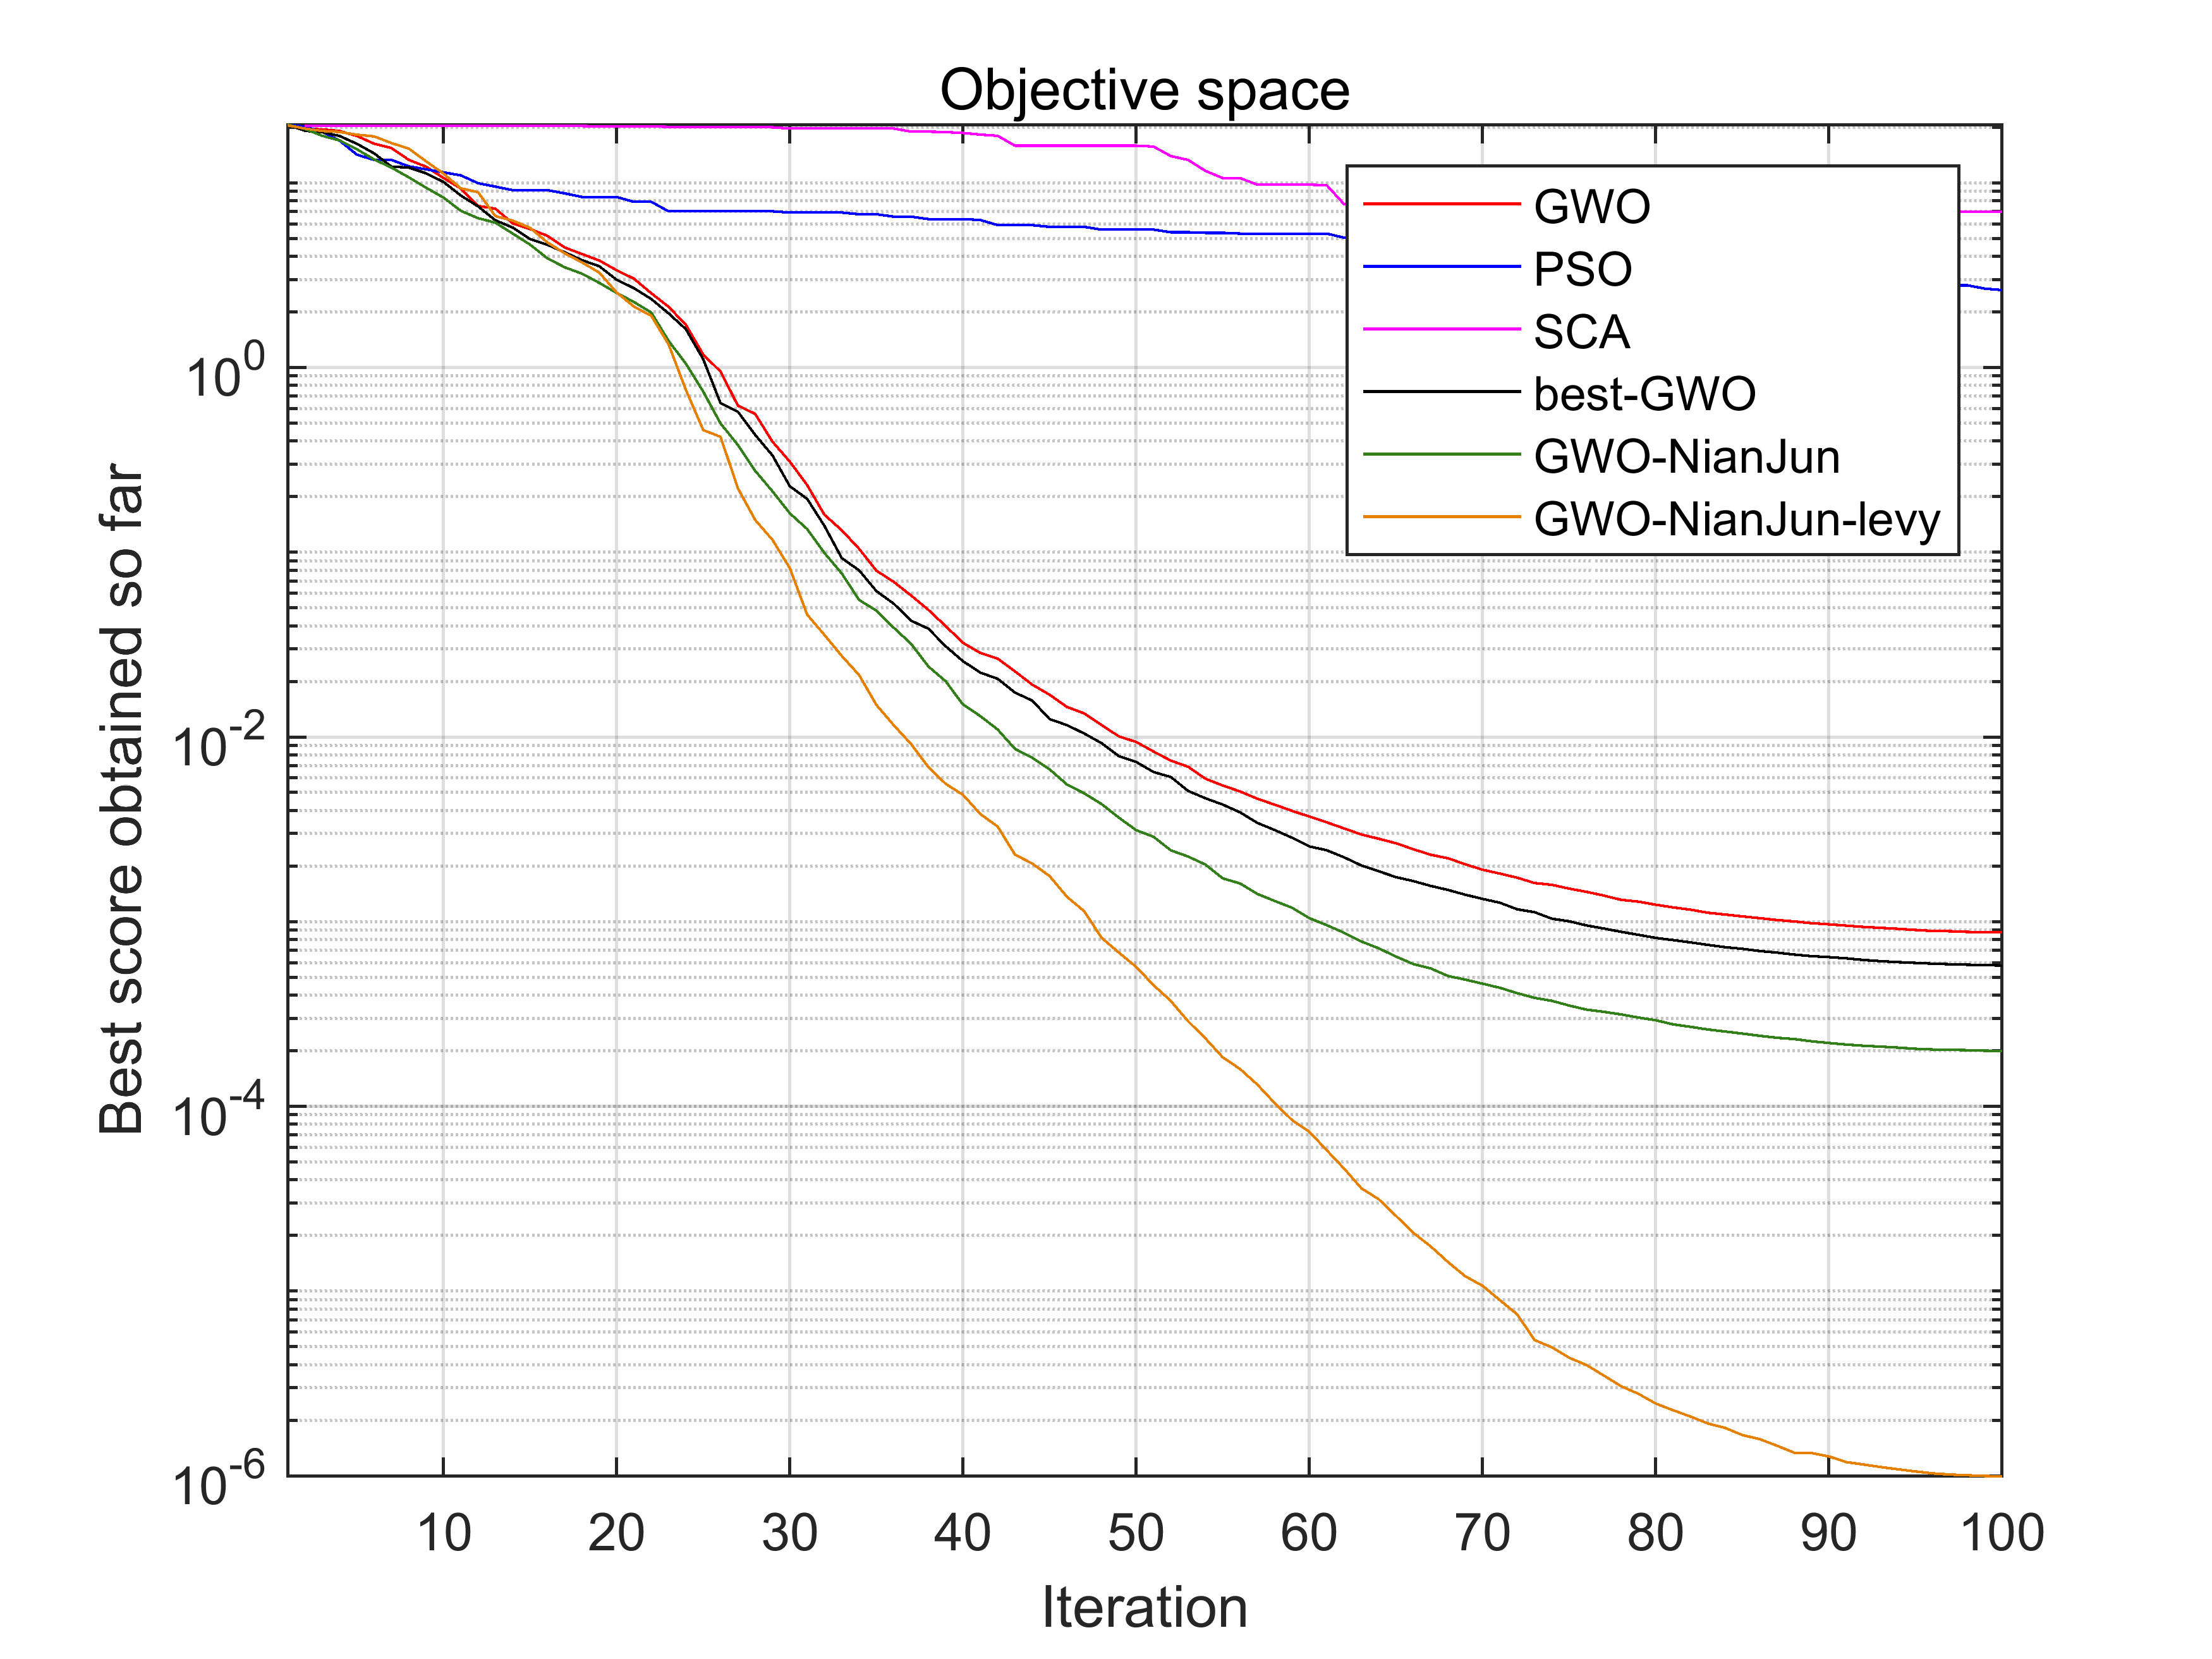 Objective space
Best score obtained so far
10^0
10^-2
10^-4
10^-6
GWO
PSO
SCA
best-GWO
GWO-NianJun
GWO-NianJun-levy
10 20 30 40 50 60 70 80 90 100
Iteration